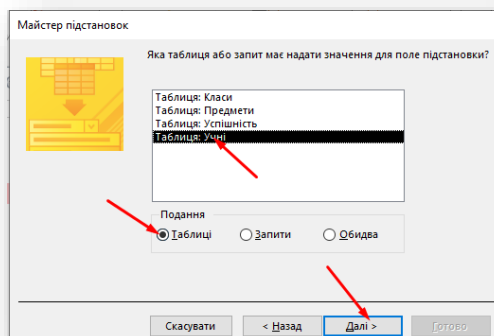 Майстер підстановок
Яка таблиця або запит має надати значення для поле підстановки?
Таблиця: Класи
Таблиця: Предмети
Таблиця: Успішність
Таблиця: Учні
Подання
Таблиці Запити Обидва
Скасувати < Назад Далі > Готово